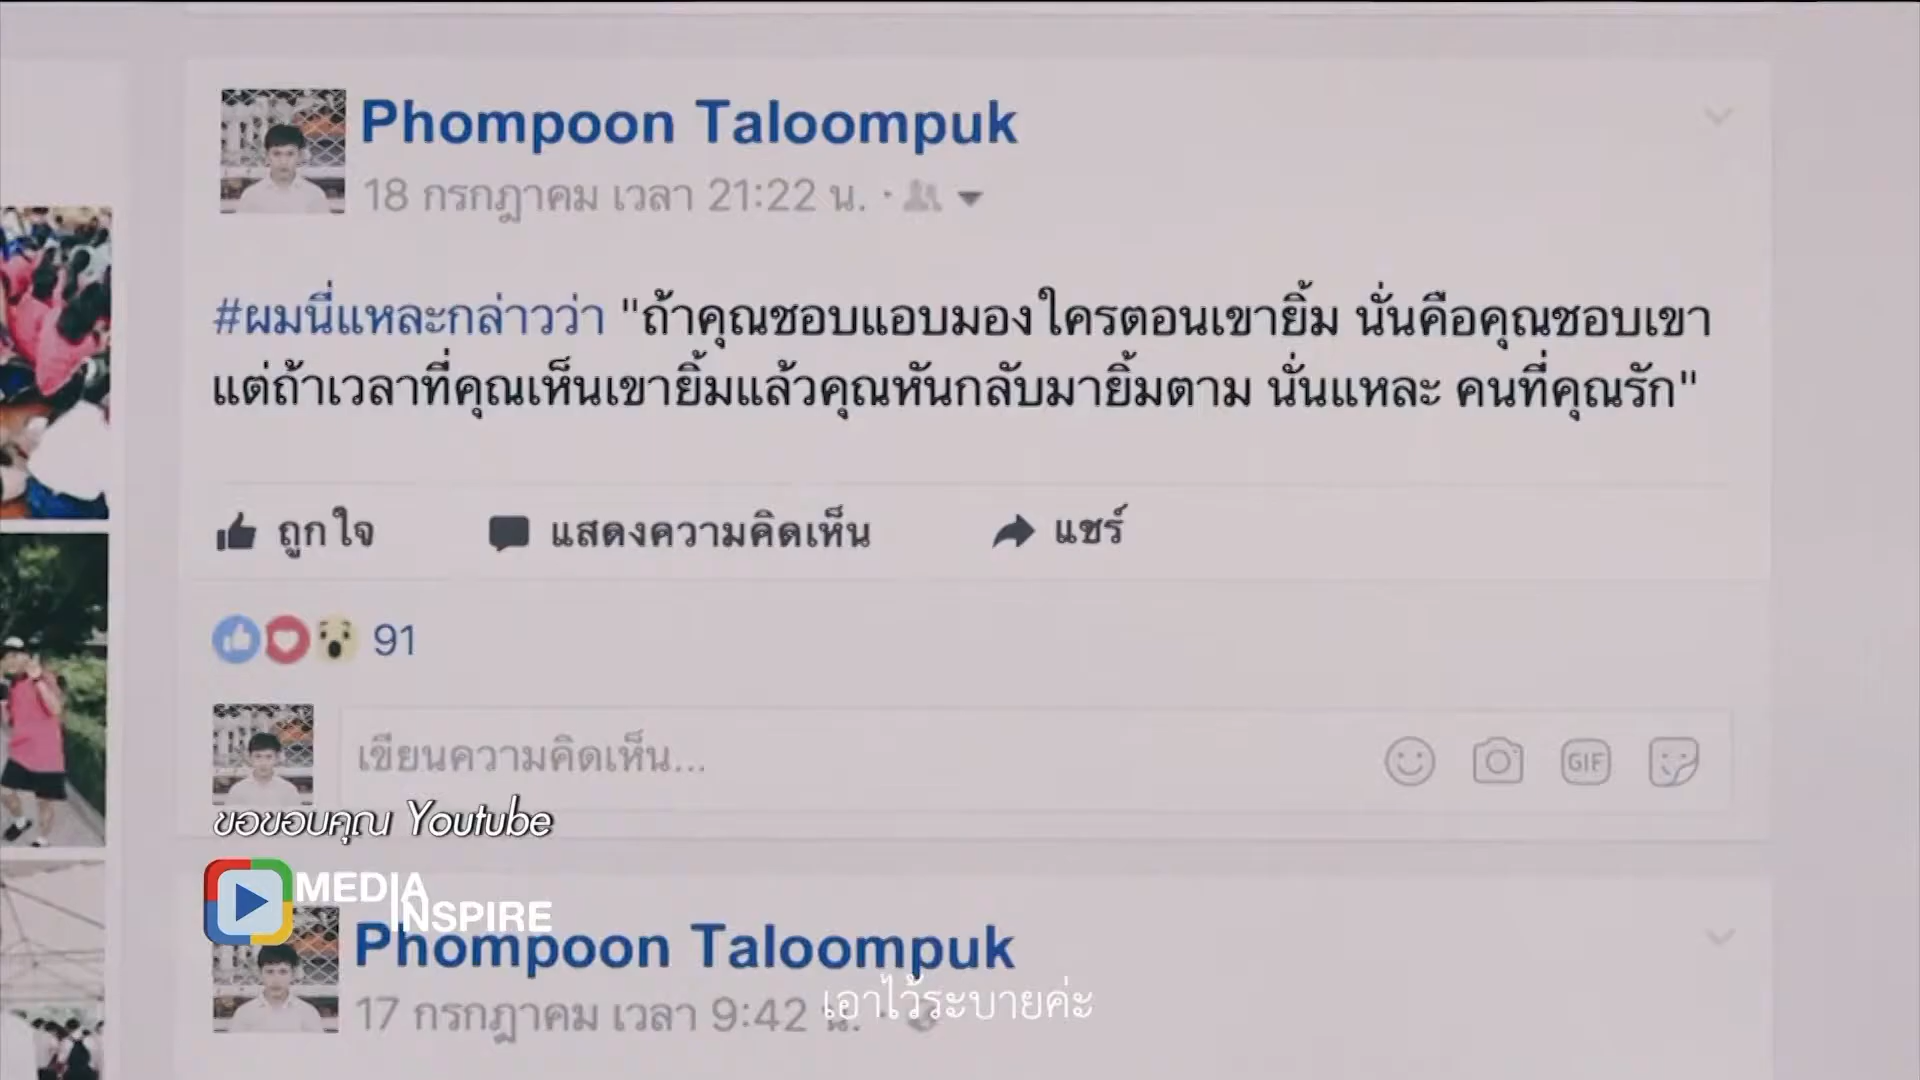 Phompoon Taloompuk
18 กรกฎาคม เวลา 21:22 น. ·
#ผมนี่แหละกล่าวว่า "ถ้าคุณชอบแอบมองใครตอนเขายิ้ม นั่นคือคุณชอบเขา
แต่ถ้าเวลาที่คุณเห็นเขายิ้มแล้วคุณหันกลับมายิ้มตาม นั่นแหละ คนที่คุณรัก"
ถูกใจ แสดงความคิดเห็น แชร์
91
เขียนความคิดเห็น...
GIF
ขอขอบคุณ Youtube
MEDIA
INSPIRE
Phompoon Taloompuk
17 กรกฎาคม เวลา 9:42 น.
เอาไว้ระบายค่ะ